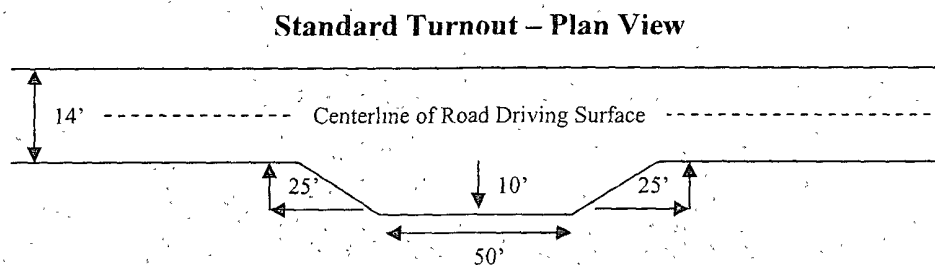 Standard Turnout – Plan View
14'
Centerline of Road Driving Surface
25'
10'
25'
50'